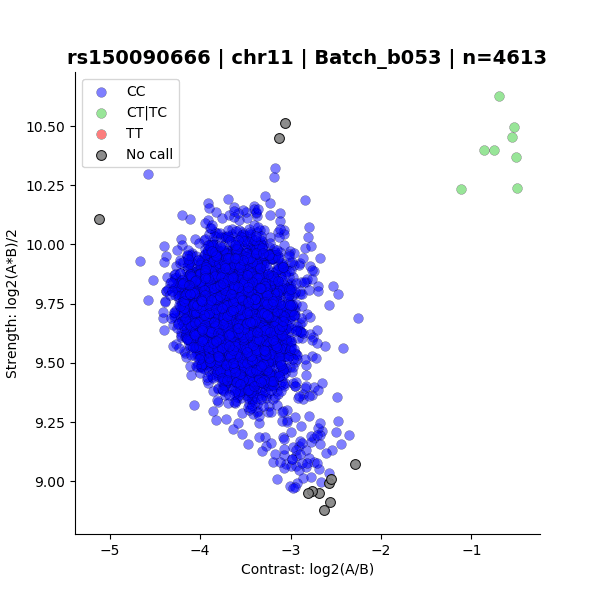 rs150090666 | chr11 | Batch_b053 | n=4613
CC
CT|TC
TT
No call
10.50
10.25
10.00
9.75
9.50
9.25
9.00
Strength: log2(A*B)/2
−5 −4 −3 −2 −1
Contrast: log2(A/B)